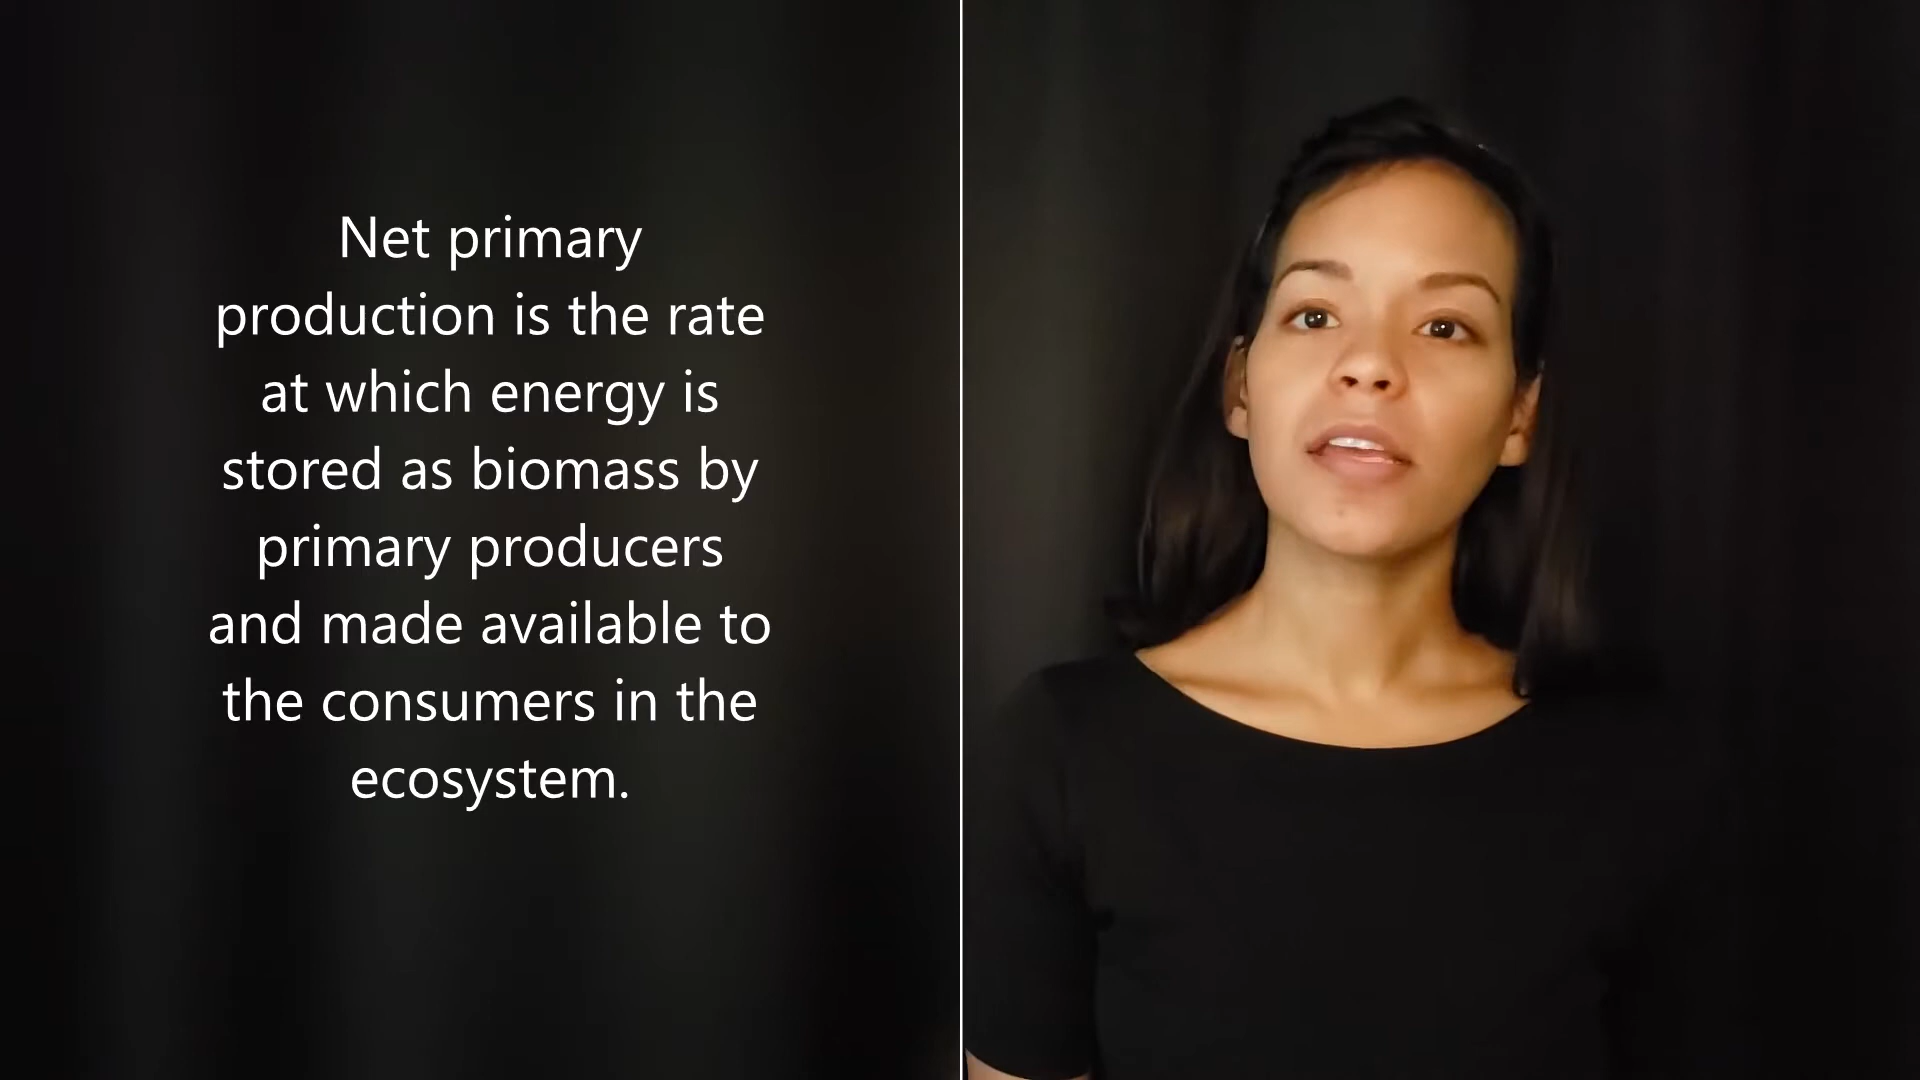 Net primary
production is the rate
at which energy is
stored as biomass by
primary producers
and made available to
the consumers in the
ecosystem.